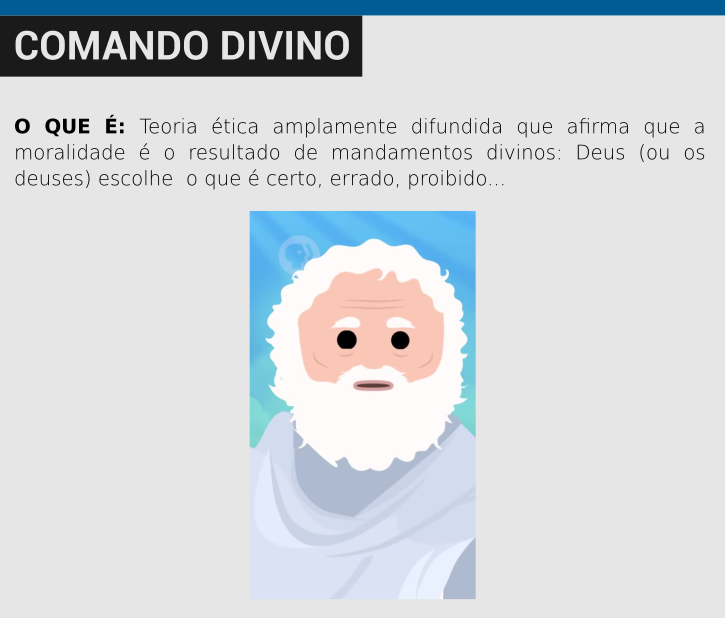 COMANDO DIVINO
O QUE É: Teoria ética amplamente difundida que afirma que a
moralidade é o resultado de mandamentos divinos: Deus (ou os
deuses) escolhe o que é certo, errado, proibido...